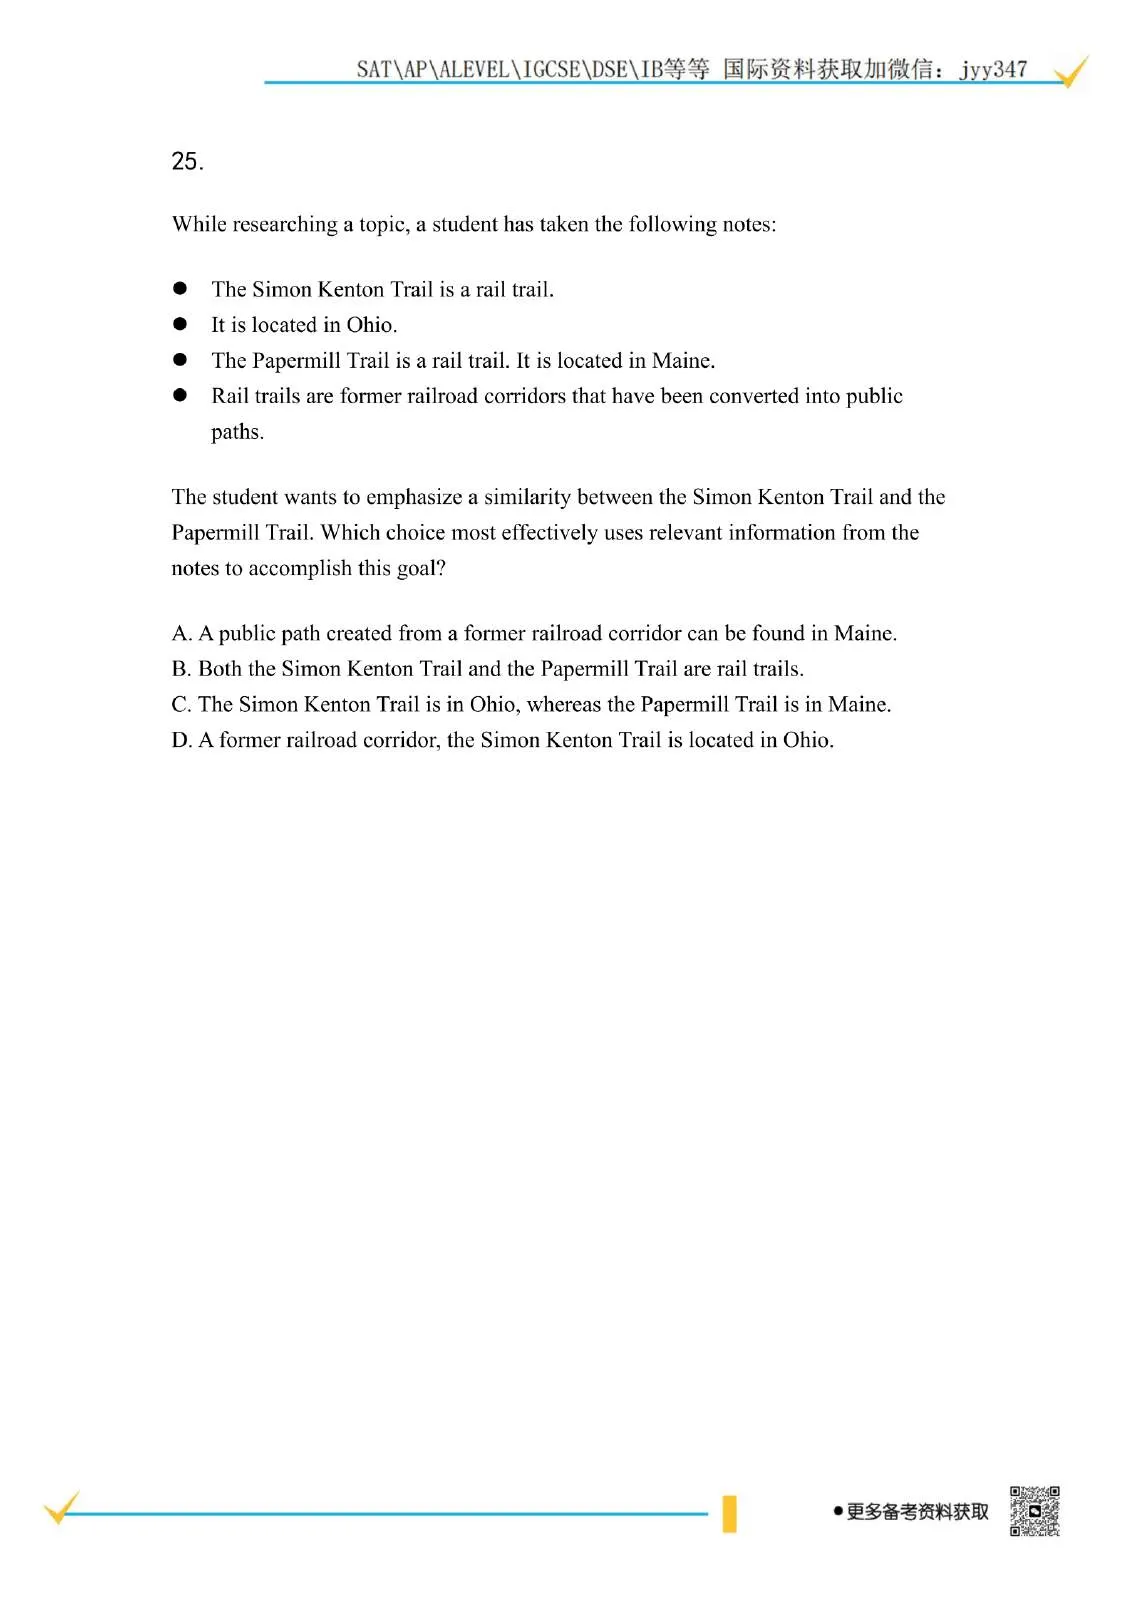 SAT\AP\ALEVEL\IGCSE\DSE\IB等等 国际资料获取加微信：jyy347
25.
While researching a topic, a student has taken the following notes:
● The Simon Kenton Trail is a rail trail.
● It is located in Ohio.
● The Papermill Trail is a rail trail. It is located in Maine.
● Rail trails are former railroad corridors that have been converted into public
paths.
The student wants to emphasize a similarity between the Simon Kenton Trail and the
Papermill Trail. Which choice most effectively uses relevant information from the
notes to accomplish this goal?
A. A public path created from a former railroad corridor can be found in Maine.
B. Both the Simon Kenton Trail and the Papermill Trail are rail trails.
C. The Simon Kenton Trail is in Ohio, whereas the Papermill Trail is in Maine.
D. A former railroad corridor, the Simon Kenton Trail is located in Ohio.
●更多备考资料获取